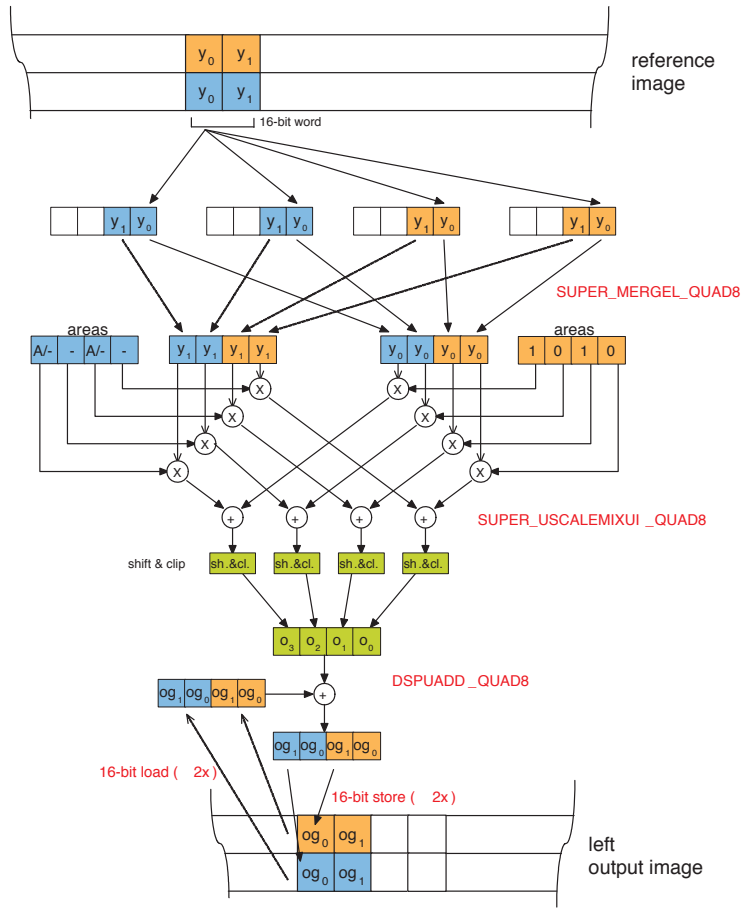 y0 y1
reference
image
y0 y1
16-bit word
y1 y0 y1 y0 y1 y0 y1 y0
SUPER_MERGEL_QUAD8
areas areas
A/- - A/- - y1 y1 y1 y1 y0 y0 y0 y0 1 0 1 0
x x
x x
x x
x x
+ + + + SUPER_USCALEMIXUI _QUAD8
shift & clip sh .&cl. sh .&cl. sh .&cl. sh .&cl.
o3 o2 o1 o0
DSPUADD _QUAD8
og1 og0 og1 og0 +
og1 og0 og1 og0
16-bit load ( 2x)
16-bit store ( 2x)
og0 og1
left
output image
og0 og1